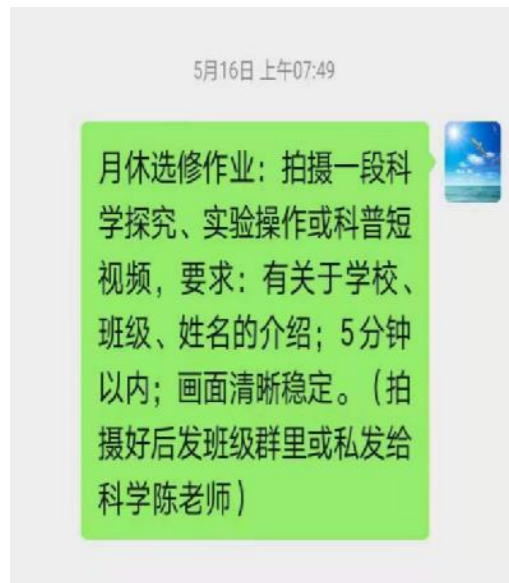 5月16日 上午07:49
月休选修作业：拍摄一段科
学探究、实验操作或科普短
视频，要求：有关于学校、
班级、姓名的介绍；5分钟
以内；画面清晰稳定。（拍
摄好后发班级群里或私发给
科学陈老师）